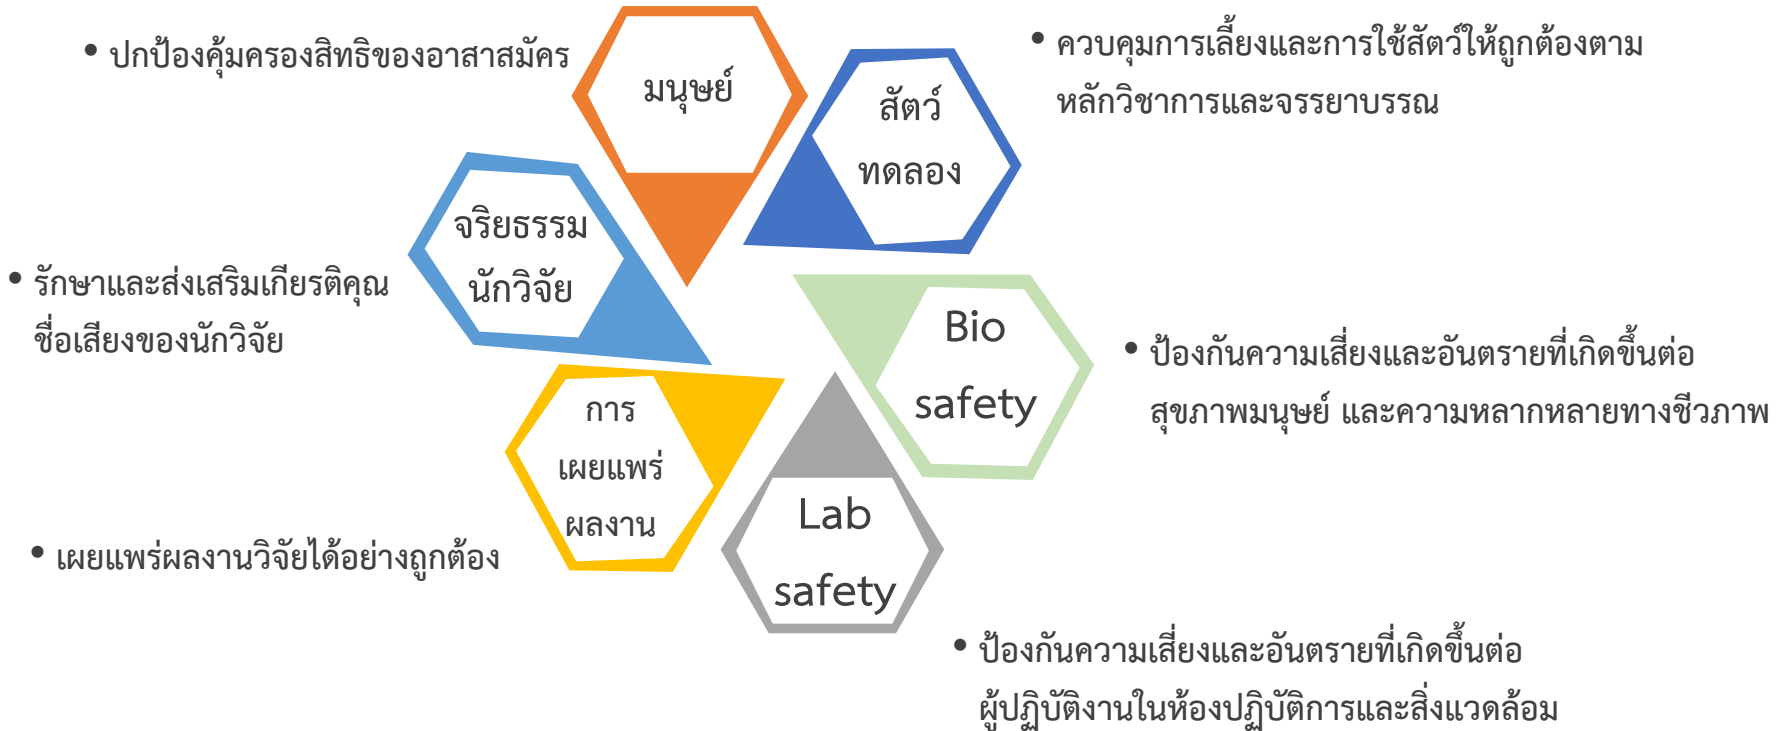 • ปกป้องคุ้มครองสิทธิของอาสาสมัคร
มนุษย์
สัตว์
ทดลอง
• ควบคุมการเลี้ยงและการใช้สัตว์ให้ถูกต้องตาม
หลักวิชาการและจรรยาบรรณ
จริยธรรม
นักวิจัย
• รักษาและส่งเสริมเกียรติคุณ
ชื่อเสียงของนักวิจัย
Bio
safety
• ป้องกันความเสี่ยงและอันตรายที่เกิดขึ้นต่อ
สุขภาพมนุษย์ และความหลากหลายทางชีวภาพ
การ
เผยแพร่
ผลงาน
• เผยแพร่ผลงานวิจัยได้อย่างถูกต้อง
Lab
safety
• ป้องกันความเสี่ยงและอันตรายที่เกิดขึ้นต่อ
ผู้ปฏิบัติงานในห้องปฏิบัติการและสิ่งแวดล้อม